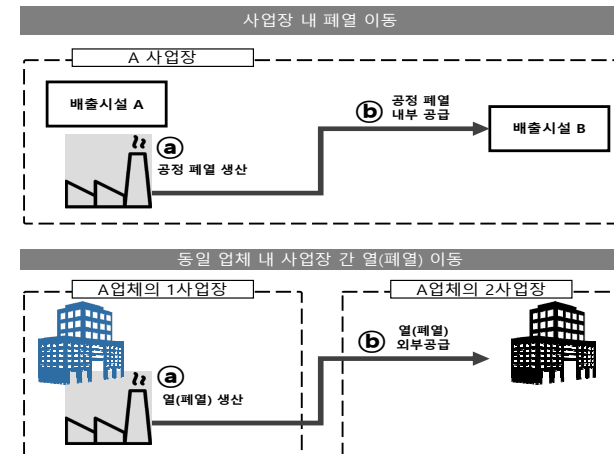 사업장 내 폐열 이동
A 사업장
배출시설 A
ⓐ
공정 폐열 생산
ⓑ 공정 폐열
내부 공급
배출시설 B
동일 업체 내 사업장 간 열(폐열) 이동
A업체의 1사업장
A업체의 2사업장
ⓐ
열(폐열) 생산
ⓑ 열(폐열)
외부공급